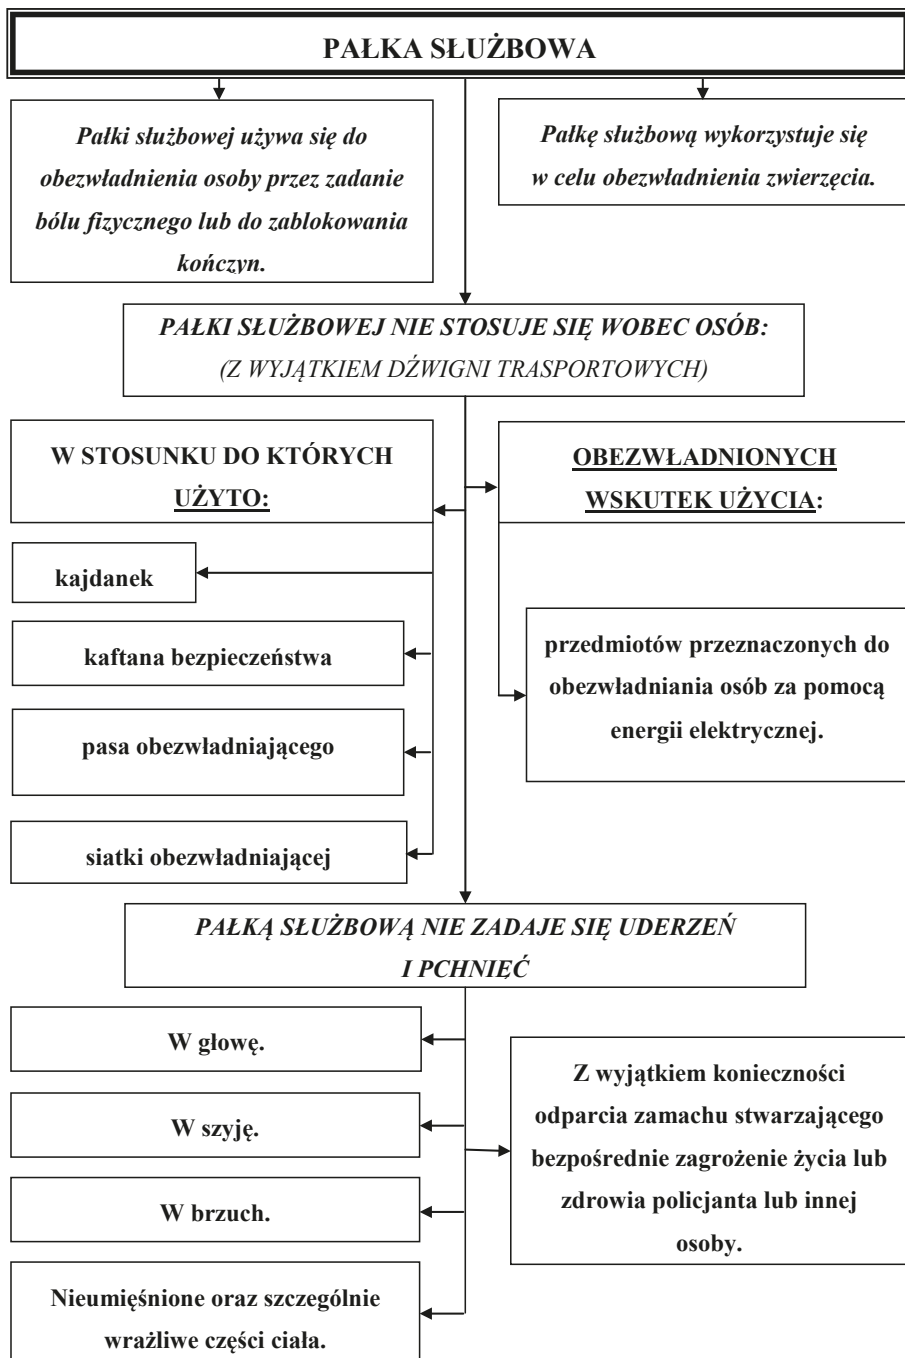 PAŁKA SŁUŻBOWA
Pałki służbowej używa się do
obezwładnienia osoby przez zadanie
bólu fizycznego lub do zablokowania
kończyn.
Pałkę służbową wykorzystuje się
w celu obezwładnienia zwierzęcia.
PAŁKI SŁUŻBOWEJ NIE STOSUJE SIĘ WOBEC OSÓB:
(Z WYJĄTKIEM DŹWIGNI TRASPORTOWYCH)
W STOSUNKU DO KTÓRYCH
UŻYTO:
kajdanek
kaftana bezpieczeństwa
pasa obezwładniającego
siatki obezwładniającej
OBEZWŁADNIONYCH
WSKUTEK UŻYCIA:
przedmiotów przeznaczonych do
obezwładniania osób za pomocą
energii elektrycznej.
PAŁKĄ SŁUŻBOWĄ NIE ZADAJE SIĘ UDERZEŃ
I PCHNIĘĆ
W głowę.
W szyję.
W brzuch.
Nieumięśnione oraz szczególnie
wrażliwe części ciała.
Z wyjątkiem konieczności
odparcia zamachu stwarzającego
bezpośrednie zagrożenie życia lub
zdrowia policjanta lub innej
osoby.